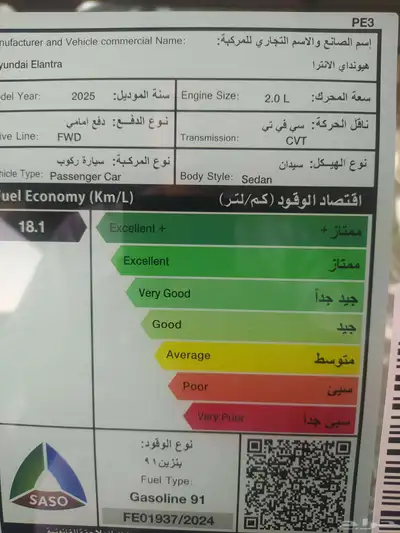 PE3
nufacturer and Vehicle commercial Name: إسم الصانع والاسم التجاري للمركبة:
yundai Elantra هيونداي الانترا
del Year: 2025 سنة الموديل:
Engine Size: 2.0 L سعة المحرك:
ive Line: FWD نوع الدفع: دفع امامي
Transmission: CVT ناقل الحركة: سي في تي
hicle Type: Passenger Car نوع المركبة: سيارة ركوب
Body Style: Sedan نوع الهيكل: سيدان
uel Economy (Km/L) اقتصاد الوقود (كم/لتر)
18.1
Excellent + ممتاز +
Excellent ممتاز
Very Good جيد جداً
Good جيد
Average متوسط
Poor سيئ
Very Poor سيئ جداً
SASO
نوع الوقود:
بنزين ٩١
Fuel Type:
Gasoline 91
FE01937/2024
حراج